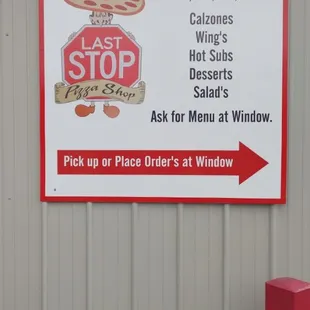 Calzones
Wing's
Hot Subs
Desserts
Salad's
LAST
STOP
Pizza Shop
Ask for Menu at Window.
Pick up or Place Order's at Window